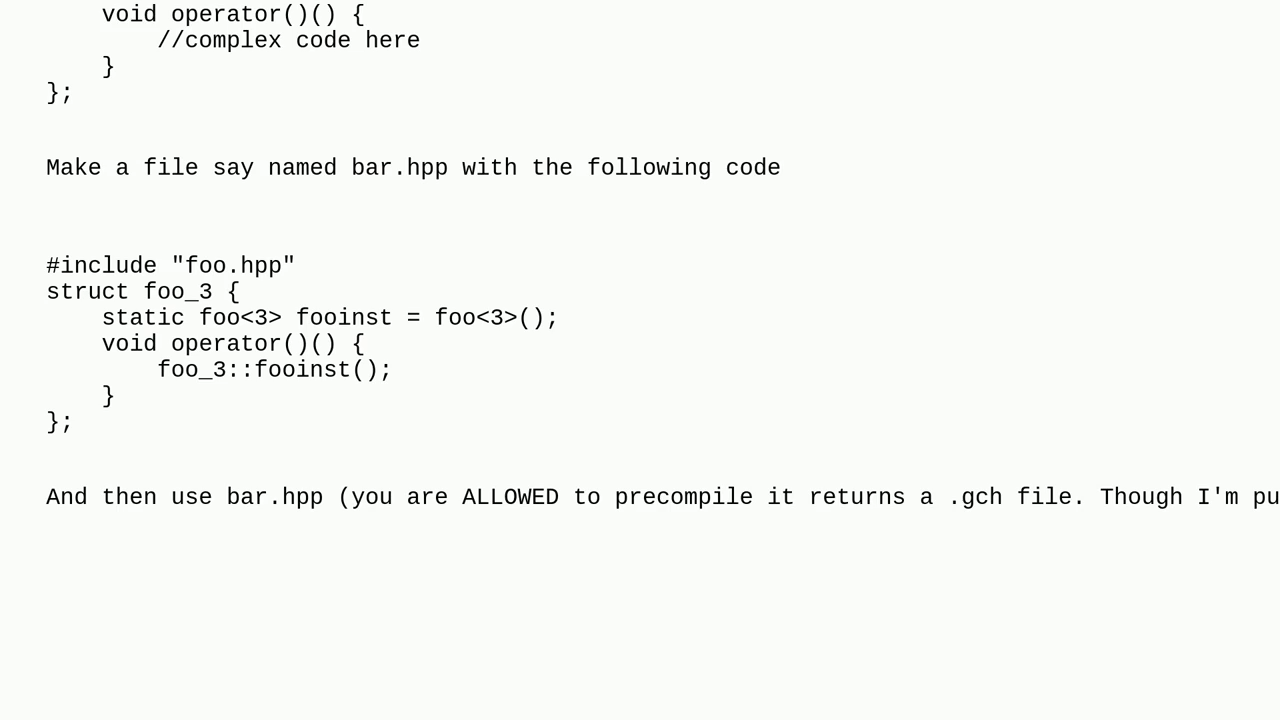 void operator()() {
//complex code here
}
};
Make a file say named bar.hpp with the following code
#include "foo.hpp"
struct foo_3 {
static foo<3> fooinst = foo<3>();
void operator()() {
foo_3::fooinst();
}
};
And then use bar.hpp (you are ALLOWED to precompile it returns a .gch file. Though I'm pu